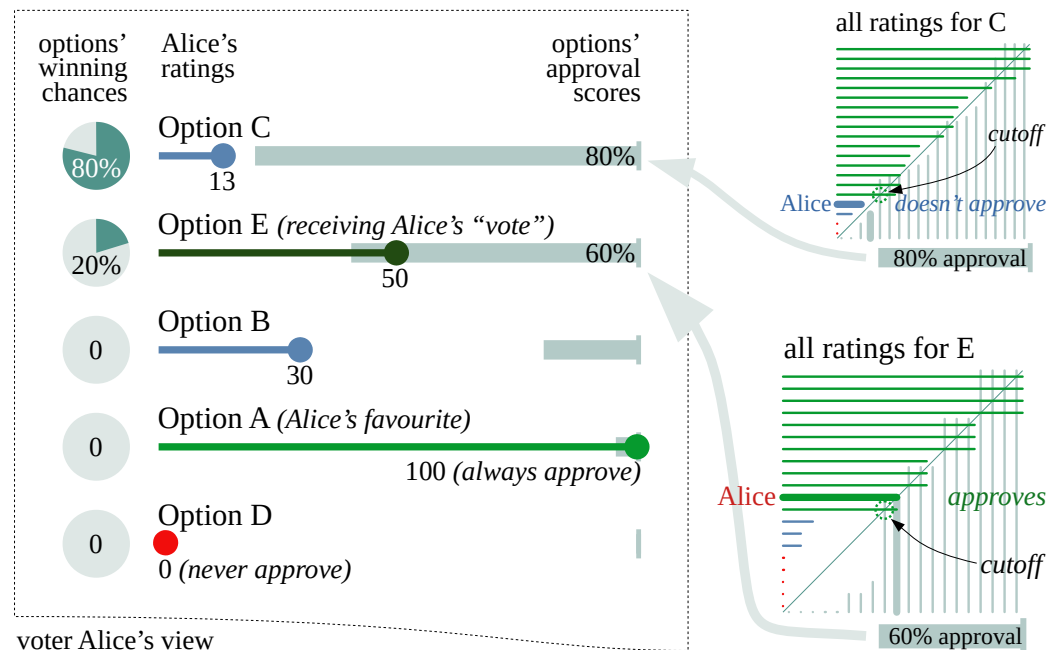 options’
winning
chances
Alice’s
ratings
options’
approval
scores
Option C
80%
13
80%
Option E (receiving Alice’s “vote”)
20%
50
60%
Option B
0
30
Option A (Alice’s favourite)
0
100 (always approve)
Option D
0
0 (never approve)
voter Alice’s view
all ratings for C
cutoff
Alice
doesn’t approve
80% approval
all ratings for E
Alice
approves
cutoff
60% approval